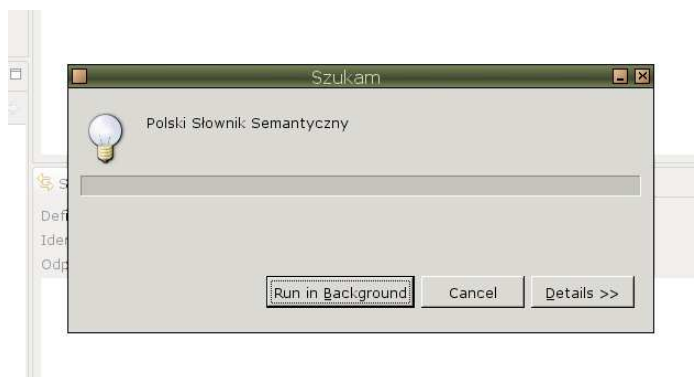 Szukam
Polski Słownik Semantyczny
Run in Background
Cancel
Details >>